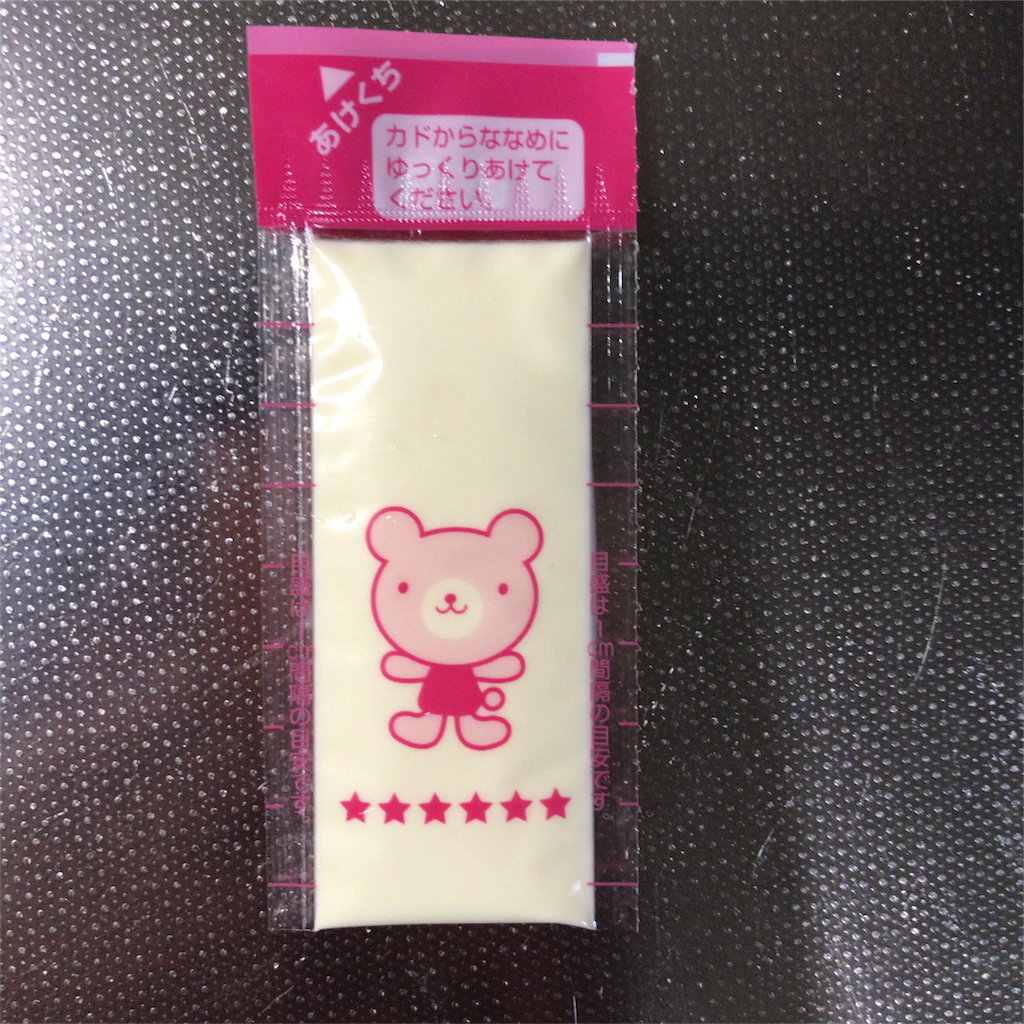 あけくち
カドからななめに
ゆっくりあけて
ください。
目盛は1cm間隔の目安です。
目盛は1cm間隔の目安です。